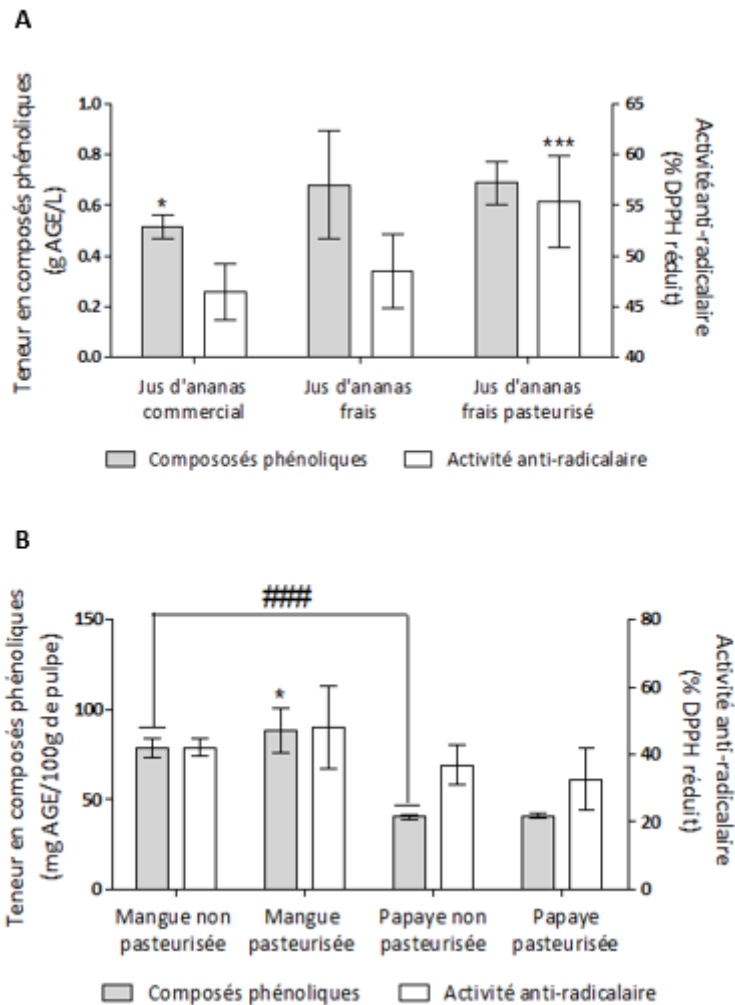 A
Teneur en composés phénoliques
(g AGE/L)
1.0
0.8
0.6
0.4
0.2
0.0
*
***
65
60
55
50
45
40
Activité anti-radicalaire
(% DPPH réduit)
Jus d'ananas
commercial
Jus d'ananas
frais
Jus d'ananas
frais pasteurisé
Compososés phénoliques
Activité anti-radicalaire
B
Teneur en composés phénoliques
(mg AGE/100g de pulpe)
150
100
50
0
###
*
80
60
40
20
0
Activité anti-radicalaire
(% DPPH réduit)
Mangue non
pasteurisée
Mangue
pasteurisée
Papaye non
pasteurisée
Papaye
pasteurisée
Composés phénoliques
Activité anti-radicalaire